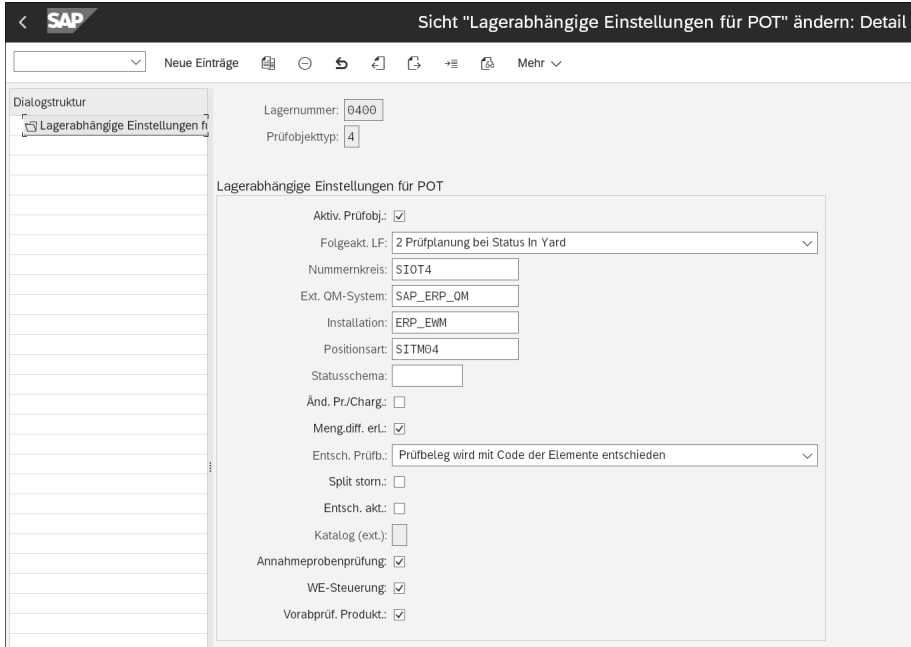 SAP
Sicht "Lagerabhängige Einstellungen für POT" ändern: Detail
Neue Einträge
Mehr
Dialogstruktur
Lagerabhängige Einstellungen fü
Lagernummer: 0400
Prüfobjekttyp: 4
Lagerabhängige Einstellungen für POT
Aktiv. Prüfobj.:
Folgeakt. LF: 2 Prüfplanung bei Status In Yard
Nummernkreis: SIOT4
Ext. QM-System: SAP_ERP_QM
Installation: ERP_EWM
Positionsart: SITM04
Statusschema:
Änd. Pr./Charg.:
Meng.diff. erl.:
Entsch. Prüfb.: Prüfbeleg wird mit Code der Elemente entschieden
Split storn.:
Entsch. akt.:
Katalog (ext.):
Annahmeprobenprüfung:
WE-Steuerung:
Vorabprüf. Produkt.: